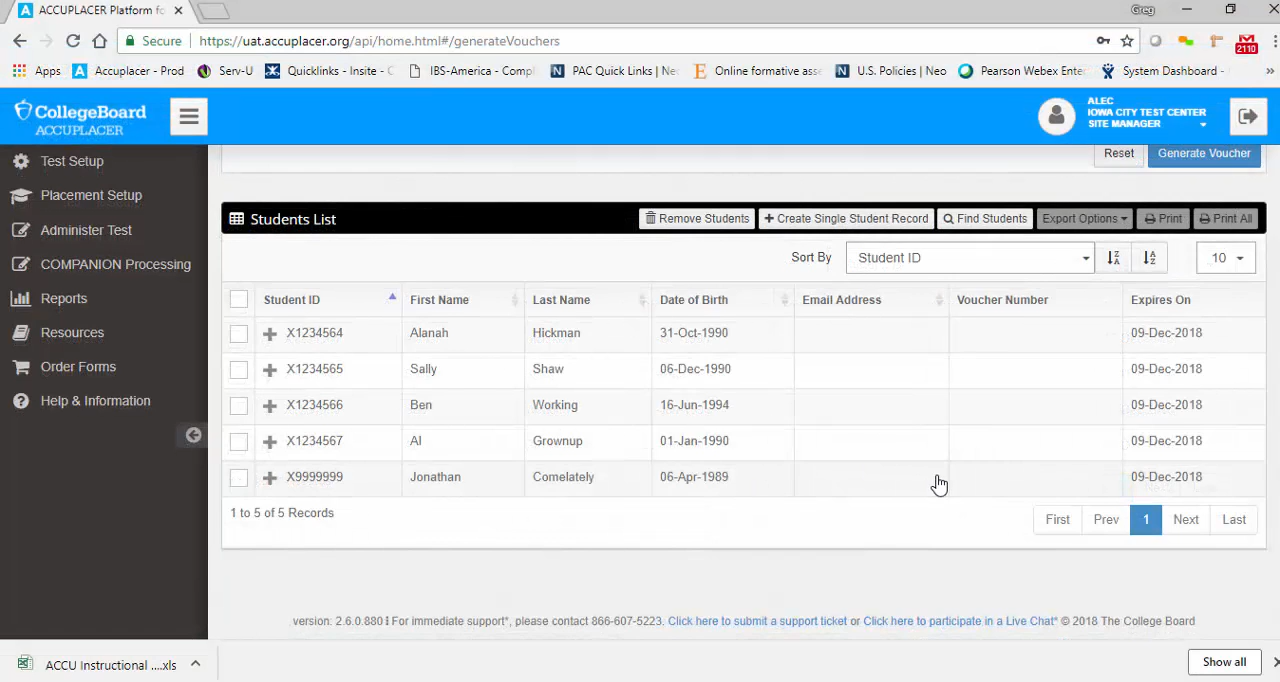 ACCUPLACER Platform fo
Greg
Secure
https://uat.accuplacer.org/api/home.html#/generateVouchers
2110
Apps
Accuplacer - Prod
Serv-U
Quicklinks - Insite - C
IBS-America - Compl
PAC Quick Links | Ne
Online formative asse
U.S. Policies | Neo
Pearson Webex Ente
System Dashboard -
CollegeBoard
ACCUPLACER
ALEC
IOWA CITY TEST CENTER
SITE MANAGER
Test Setup
Placement Setup
Administer Test
COMPANION Processing
Reports
Resources
Order Forms
Help & Information
Reset
Generate Voucher
Students List
Remove Students
Create Single Student Record
Find Students
Export Options
Print
Print All
Sort By
Student ID
10
Student ID First Name Last Name Date of Birth Email Address Voucher Number Expires On
X1234564 Alanah Hickman 31-Oct-1990 09-Dec-2018
X1234565 Sally Shaw 06-Dec-1990 09-Dec-2018
X1234566 Ben Working 16-Jun-1994 09-Dec-2018
X1234567 Al Grownup 01-Jan-1990 09-Dec-2018
X9999999 Jonathan Comelately 06-Apr-1989 09-Dec-2018
1 to 5 of 5 Records
First Prev 1 Next Last
version: 2.6.0.880 | For immediate support*, please contact 866-607-5223. Click here to submit a support ticket or Click here to participate in a Live Chat* © 2018 The College Board
ACCU Instructional ....xls
Show all